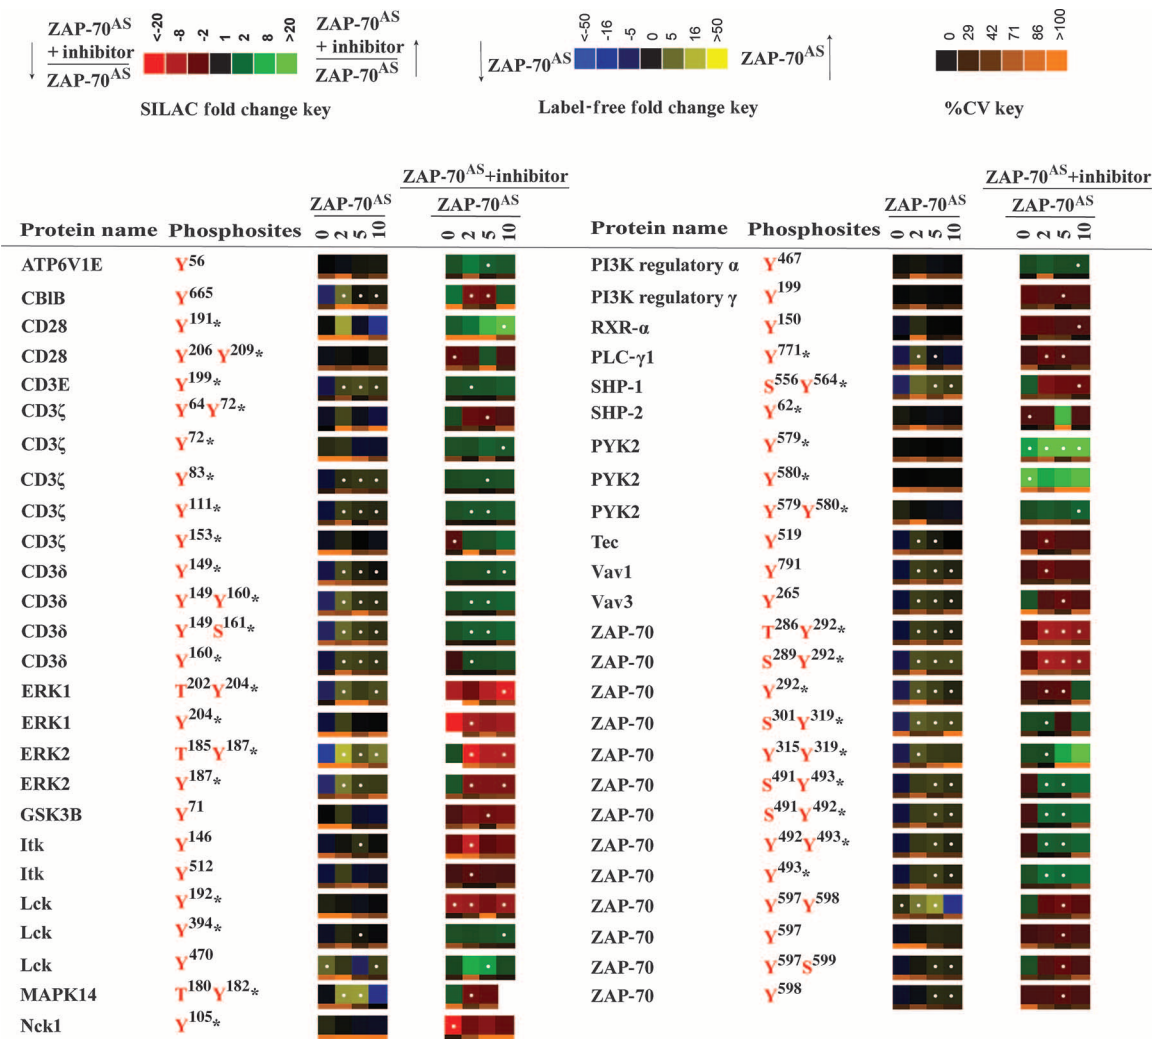 ZAP-70AS + inhibitor ZAP-70AS
<-20 -8 -2 1 2 8 >20
ZAP-70AS + inhibitor ZAP-70AS
SILAC fold change key
ZAP-70AS
<-50 -16 -5 0 5 16 >50
ZAP-70AS
Label-free fold change key
0 29 42 71 86 >100
%CV key
ZAP-70AS+inhibitor
ZAP-70AS ZAP-70AS
Protein name Phosphosites 0 2 5 10 0 2 5 10
ATP6V1E Y56
CBlB Y665
CD28 Y191*
CD28 Y206 Y209*
CD3E Y199*
CD3ζ Y64Y72*
CD3ζ Y72*
CD3ζ Y83*
CD3ζ Y111*
CD3ζ Y153*
CD3δ Y149*
CD3δ Y149Y160*
CD3δ Y149S161*
CD3δ Y160*
ERK1 T202Y204*
ERK1 Y204*
ERK2 T185Y187*
ERK2 Y187*
GSK3B Y71
Itk Y146
Itk Y512
Lck Y192*
Lck Y394*
Lck Y470
MAPK14 T180Y182*
Nck1 Y105*
ZAP-70AS+inhibitor
ZAP-70AS ZAP-70AS
Protein name Phosphosites 0 2 5 10 0 2 5 10
PI3K regulatory α Y467
PI3K regulatory γ Y199
RXR-α Y150
PLC-γ1 Y771*
SHP-1 S556Y564*
SHP-2 Y62*
PYK2 Y579*
PYK2 Y580*
PYK2 Y579Y580*
Tec Y519
Vav1 Y791
Vav3 Y265
ZAP-70 T286Y292*
ZAP-70 S289Y292*
ZAP-70 Y292*
ZAP-70 S301Y319*
ZAP-70 Y315Y319*
ZAP-70 S491Y493*
ZAP-70 S491Y492*
ZAP-70 Y492Y493*
ZAP-70 Y493*
ZAP-70 Y597Y598
ZAP-70 Y597
ZAP-70 Y597S599
ZAP-70 Y598